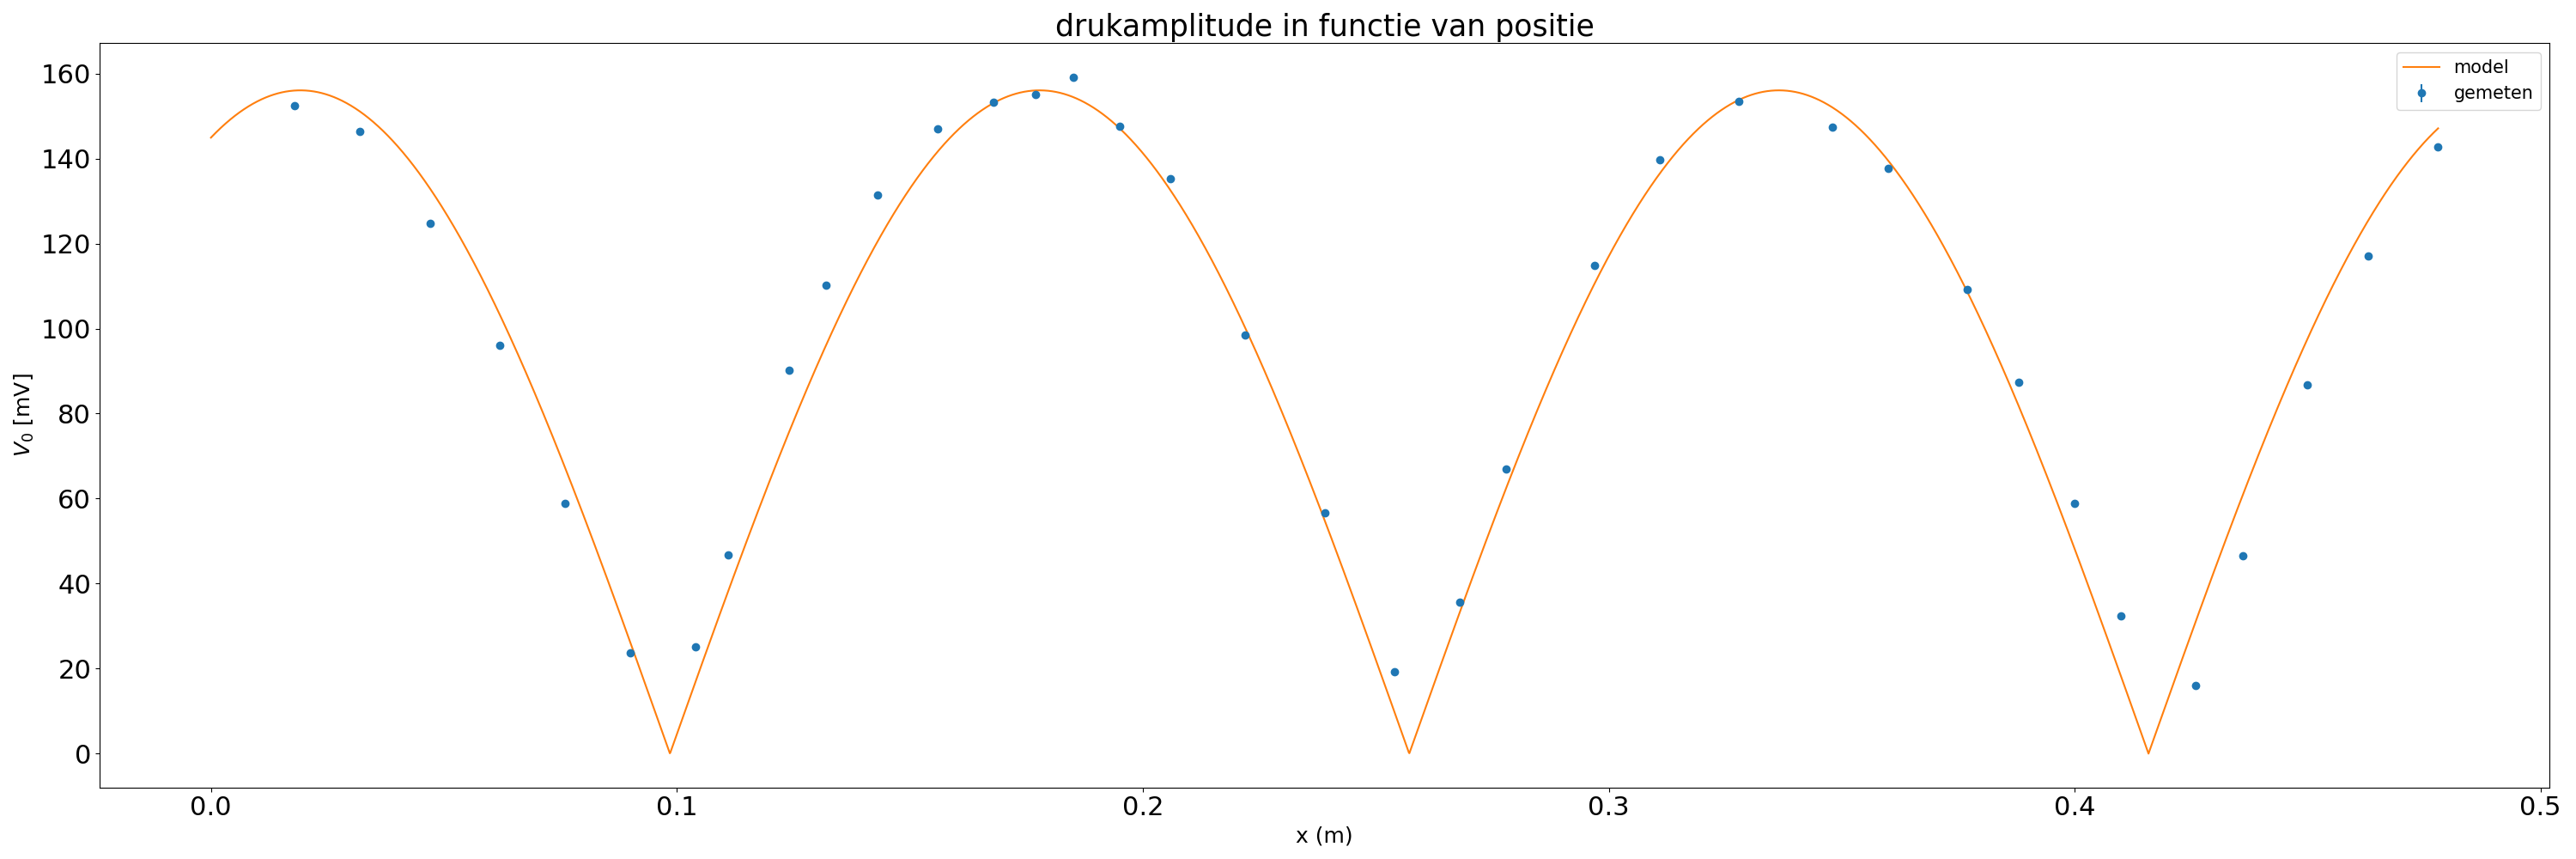 drukamplitude in functie van positie
model
gemeten
V₀ [mV]
160
140
120
100
80
60
40
20
0
0.0 0.1 0.2 0.3 0.4 0.5
x (m)